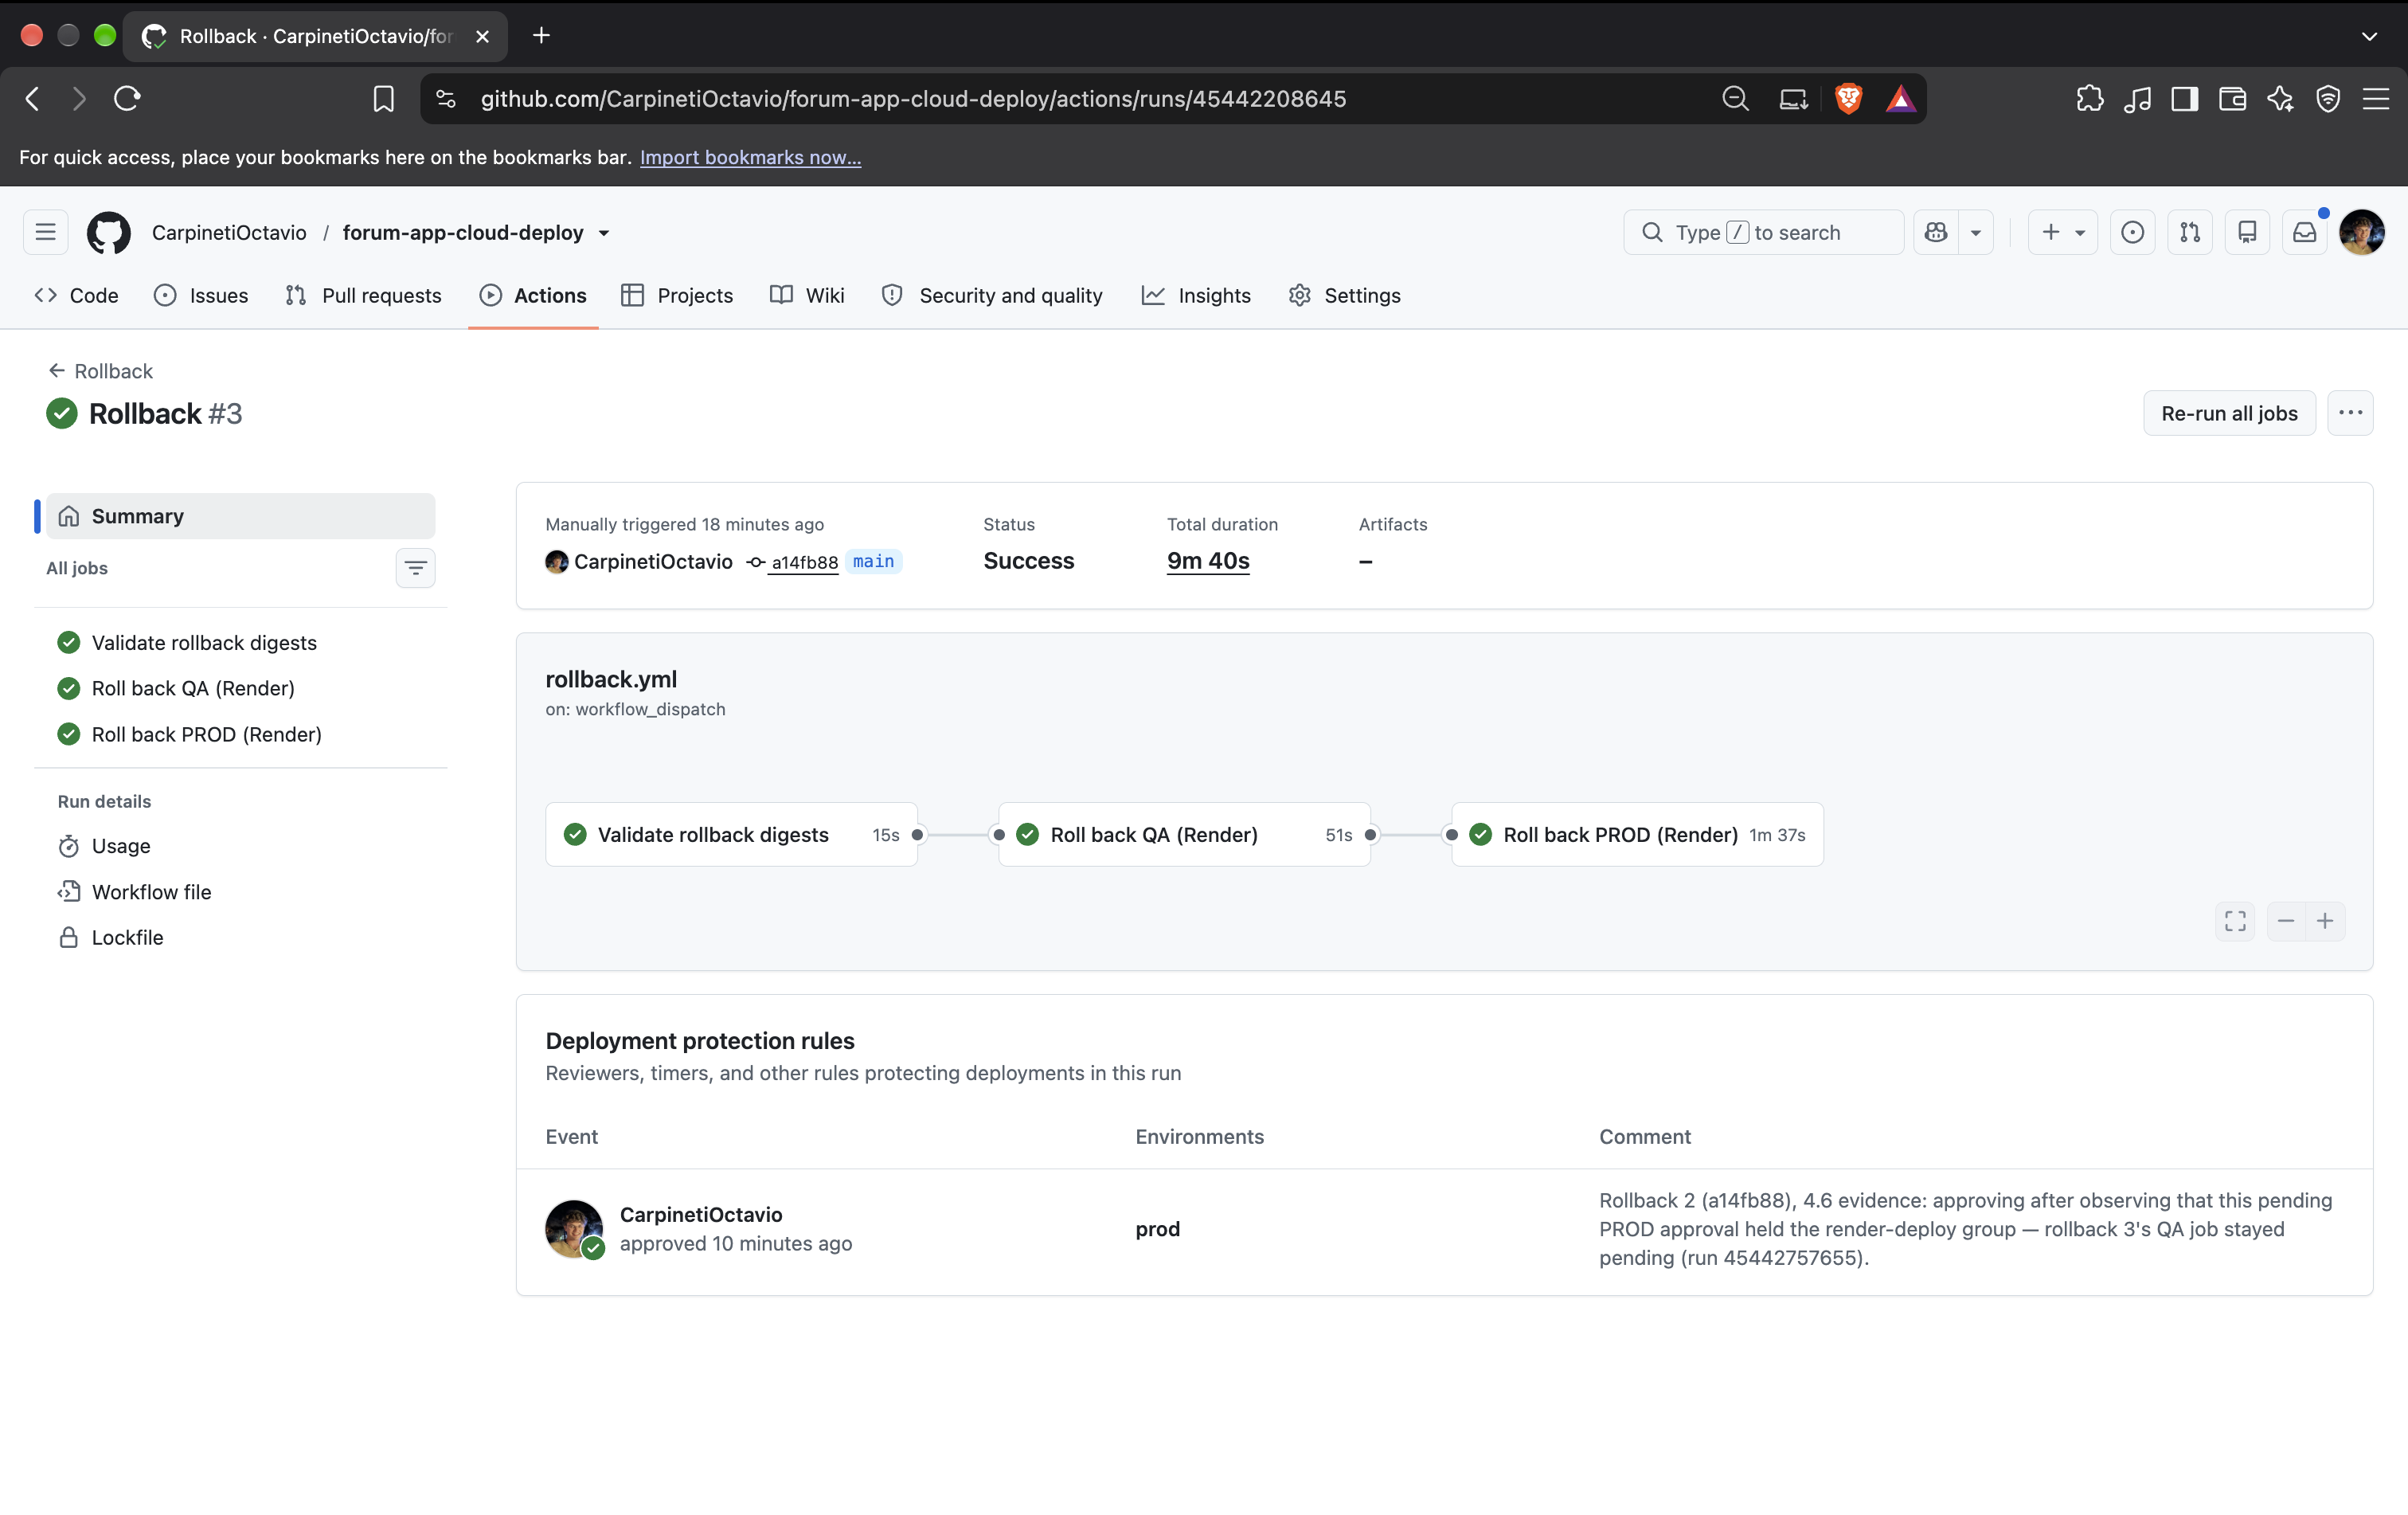 Rollback · CarpinetiOctavio/for
github.com/CarpinetiOctavio/forum-app-cloud-deploy/actions/runs/45442208645
For quick access, place your bookmarks here on the bookmarks bar. Import bookmarks now...
CarpinetiOctavio / forum-app-cloud-deploy
Type / to search
Code
Issues
Pull requests
Actions
Projects
Wiki
Security and quality
Insights
Settings
Rollback
Rollback #3
Re-run all jobs
Summary
All jobs
Validate rollback digests
Roll back QA (Render)
Roll back PROD (Render)
Run details
Usage
Workflow file
Lockfile
Manually triggered 18 minutes ago
CarpinetiOctavio a14fb88 main
Status
Success
Total duration
9m 40s
Artifacts
–
rollback.yml
on: workflow_dispatch
Validate rollback digests 15s
Roll back QA (Render) 51s
Roll back PROD (Render) 1m 37s
Deployment protection rules
Reviewers, timers, and other rules protecting deployments in this run
Event
Environments
Comment
CarpinetiOctavio
approved 10 minutes ago
prod
Rollback 2 (a14fb88), 4.6 evidence: approving after observing that this pending
PROD approval held the render-deploy group — rollback 3's QA job stayed
pending (run 45442757655).